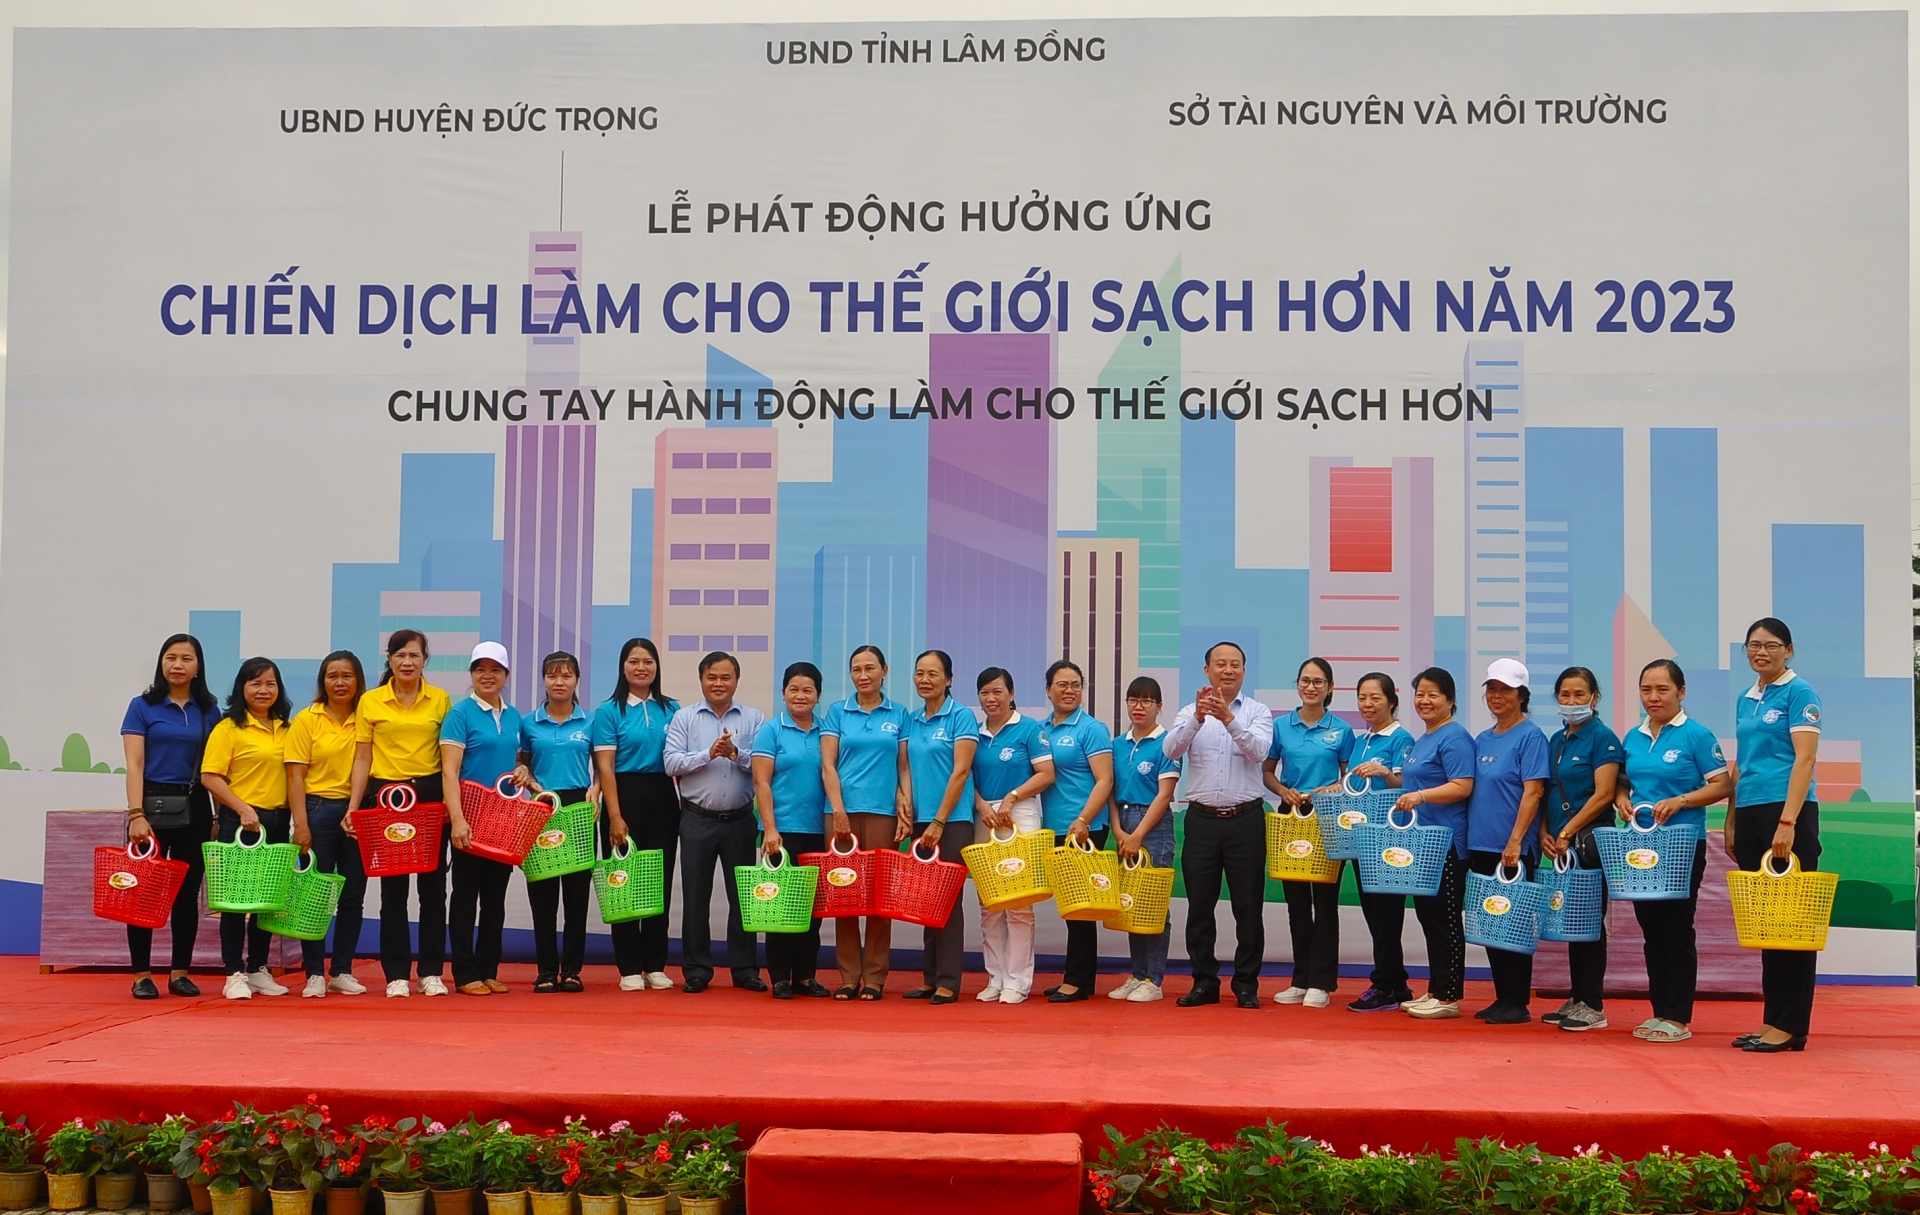 UBND TỈNH LÂM ĐỒNG
UBND HUYỆN ĐỨC TRỌNG
SỞ TÀI NGUYÊN VÀ MÔI TRƯỜNG
LỄ PHÁT ĐỘNG HƯỞNG ỨNG
CHIẾN DỊCH LÀM CHO THẾ GIỚI SẠCH HƠN NĂM 2023
CHUNG TAY HÀNH ĐỘNG LÀM CHO THẾ GIỚI SẠCH HƠN